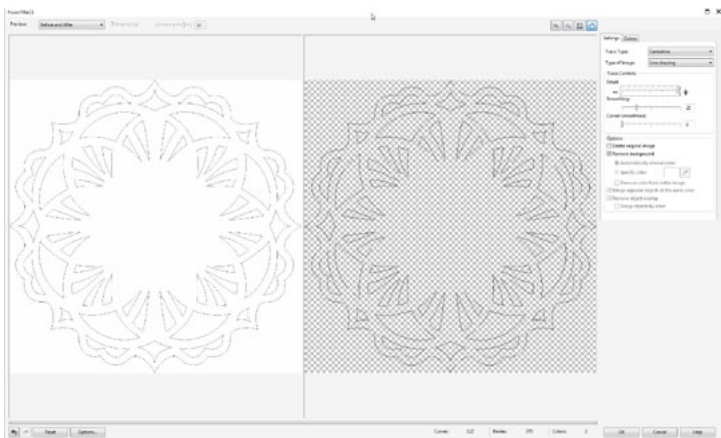 PowerTRACE
Preview: Before and After
Settings Colors
Trace Type: Centerline
Type of image: Line drawing
Trace Controls
Detail
Smoothing:
25
Corner smoothness:
0
Options
Delete original image
Remove background
Automatically choose color
Specify color:
Remove color from entire image
Merge adjacent objects of the same color
Remove object overlap
Group objects by color
Reset Options... Curves: Nodes: Colors: 1 OK Cancel Help